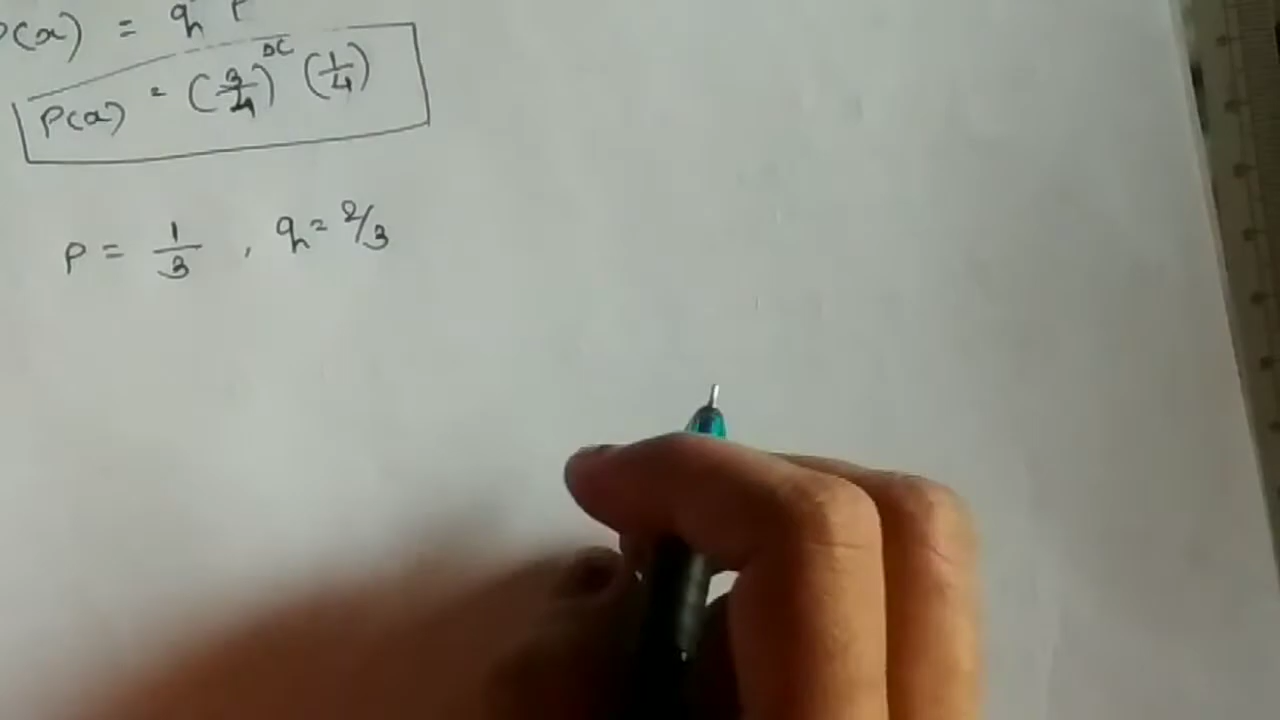 P(x) = q P
P(x) = (3/4)^x (1/4)
P = 1/3 , q = 2/3